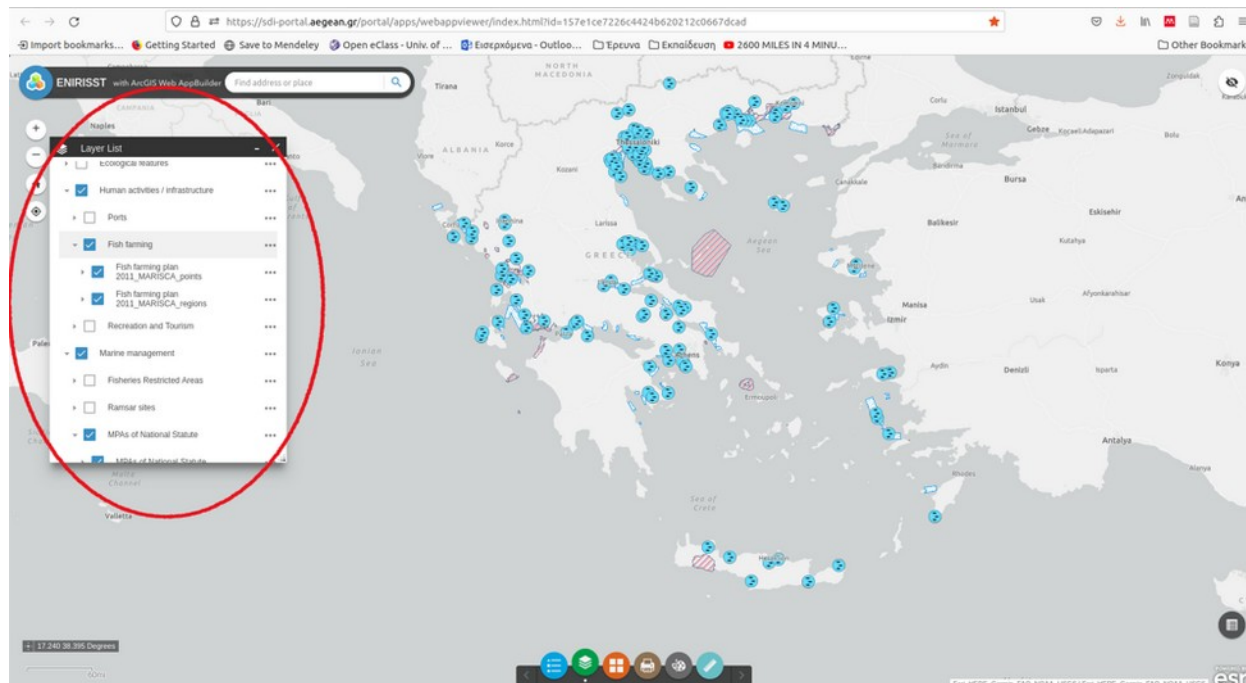 https://sdi-portal.aegean.gr/portal/apps/webappviewer/index.html?id=157e1ce7226c4424b620212c0667dcad
Import bookmarks... Getting Started Save to Mendeley Open eClass - Univ. of ... Εισερχόμενα - Outloo... Έρευνα Εκπαίδευση 2600 MILES IN 4 MINU... Other Bookmark
ENIRISST with ArcGIS Web AppBuilder Find address or place
NORTH
MACEDONIA
Tirana
Zonguldak
CAMPANIA
Bari
Naples
Corlu
Istanbul
Gebze
Kocaeli
Adapazari
Bolu
Sea of
Marmara
ALBANIA
Korce
Vlore
Kozani
Thessaloniki
Bandirma
Canakkale
Bursa
Layer List
Ecological features
Human activities / infrastructure
Ports
Fish farming
Fish farming plan
2011_MARISCA_points
Fish farming plan
2011_MARISCA_regions
Recreation and Tourism
Marine management
Fisheries Restricted Areas
Ramsar sites
MPAs of National Statute
MPAs of National Statute
An
Eskisehir
Balikesir
Kutahya
Larissa
GREECE
Aegean
Sea
Afyonkarahisar
Usak
Manisa
Izmir
Ionian
Sea
Athens
Aydin
Denizli
Isparta
Konya
Ermoupoli
Antalya
Alanya
Rhodes
Malta
Channel
Valletta
Sea of
Crete
17.240 38.395 Degrees
60mi
esri